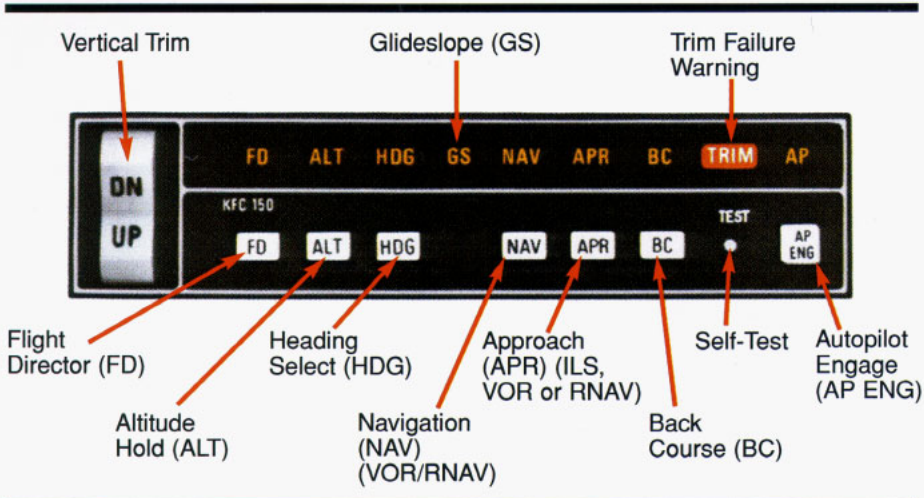 Vertical Trim
Glideslope (GS)
Trim Failure
Warning
FD ALT HDG GS NAV APR BC TRIM AP
DN
UP
KFC 150
TEST
FD ALT HDG NAV APR BC AP
ENG
Flight
Director (FD)
Heading
Select (HDG)
Approach
(APR) (ILS,
VOR or RNAV)
Self-Test
Autopilot
Engage
(AP ENG)
Altitude
Hold (ALT)
Navigation
(NAV)
(VOR/RNAV)
Back
Course (BC)